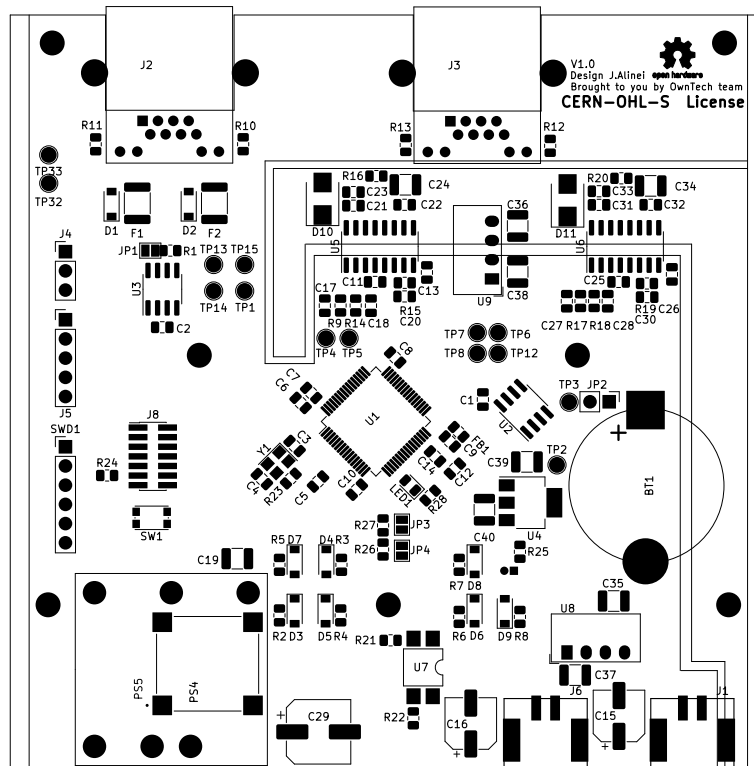 J2
J3
V1.0
Design J.Alinei
open hardware
Brought to you by OwnTech team
CERN-OHL-S License
R11
R10
R13
R12
TP33
TP32
D1
F1
D2
F2
R16
C23
C24
C21
C22
D10
U5
C36
R20
C33
C34
C31
C32
D11
U6
J4
JP1
R1
TP13
TP15
U3
TP14
TP1
C2
C11
C13
R15
C20
C17
R9
R14
C18
TP4
TP5
U9
C38
C25
C26
R19
C30
C27
R17
R18
C28
TP7
TP6
TP8
TP12
C8
C7
C6
U1
C1
U2
TP3
JP2
J5
SWD1
J8
R24
SW1
Y1
C3
C4
R23
C5
C10
C14
C9
FB1
C12
LED1
R28
C39
TP2
BT1
U4
C40
R25
R27
JP3
R26
JP4
C19
R5
D7
D4
R3
R7
D8
R2
D3
D5
R4
R6
D6
D9
R8
C35
U8
R21
U7
R22
C37
PS5
PS4
C29
C16
J6
C15
J1